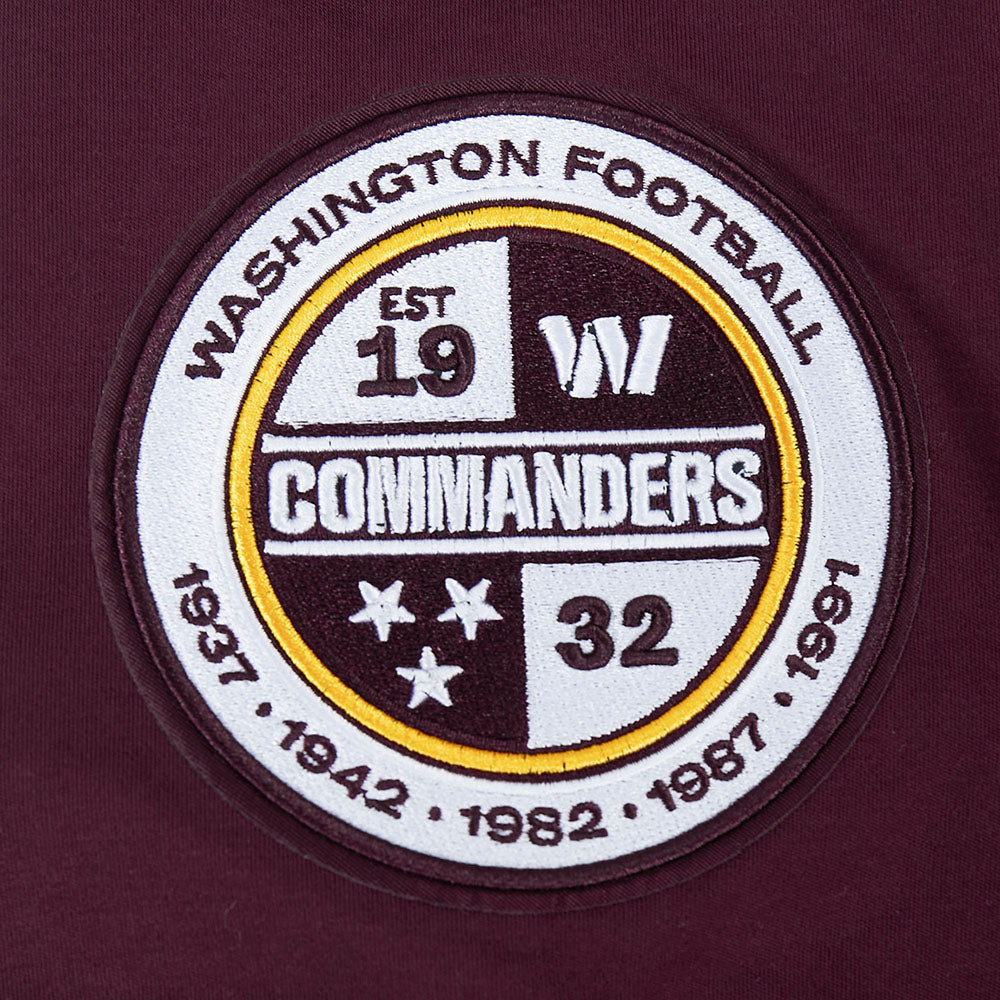 WASHINGTON FOOTBALL
EST
19
W
COMMANDERS
32
1937 · 1942 · 1982 · 1987 · 1991